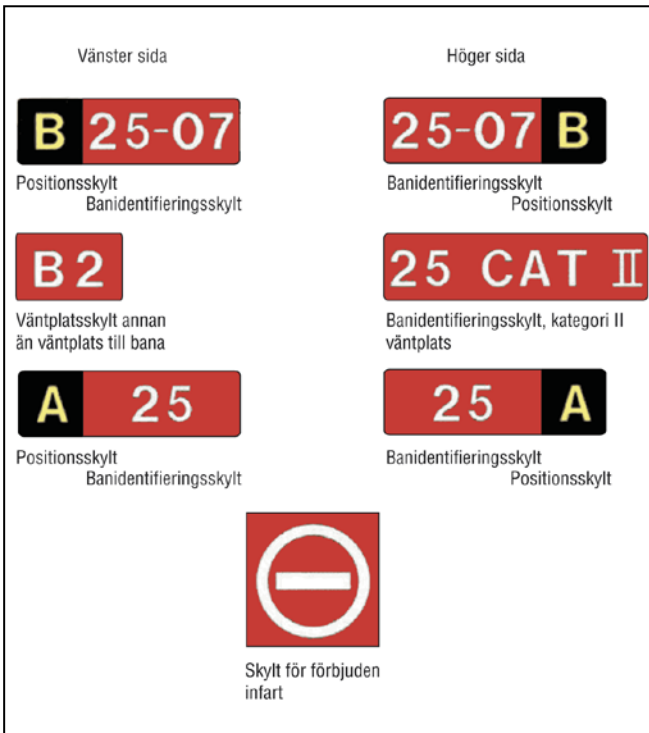 Vänster sida
Höger sida
B 25-07
25-07 B
Positionsskylt
Banidentifieringsskylt
Banidentifieringsskylt
Positionsskylt
B2
25 CAT II
Väntplatsskylt annan
än väntplats till bana
Banidentifieringsskylt, kategori II
väntplats
A 25
25 A
Positionsskylt
Banidentifieringsskylt
Banidentifieringsskylt
Positionsskylt
Skylt för förbjuden
infart